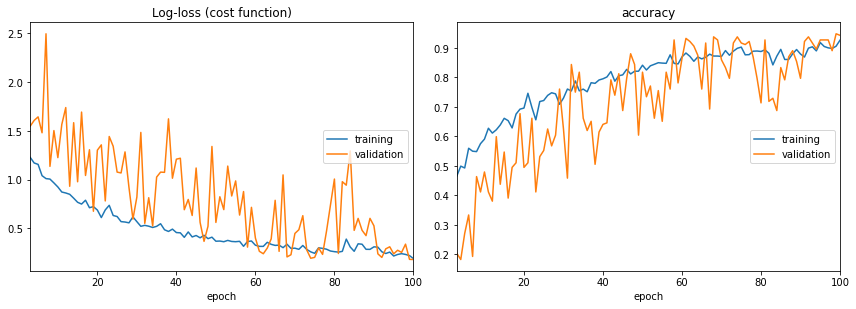 Log-loss (cost function)
2.5
2.0
1.5
1.0
0.5
training
validation
20
40
60
80
100
epoch
accuracy
0.9
0.8
0.7
0.6
0.5
0.4
0.3
0.2
training
validation
20
40
60
80
100
epoch